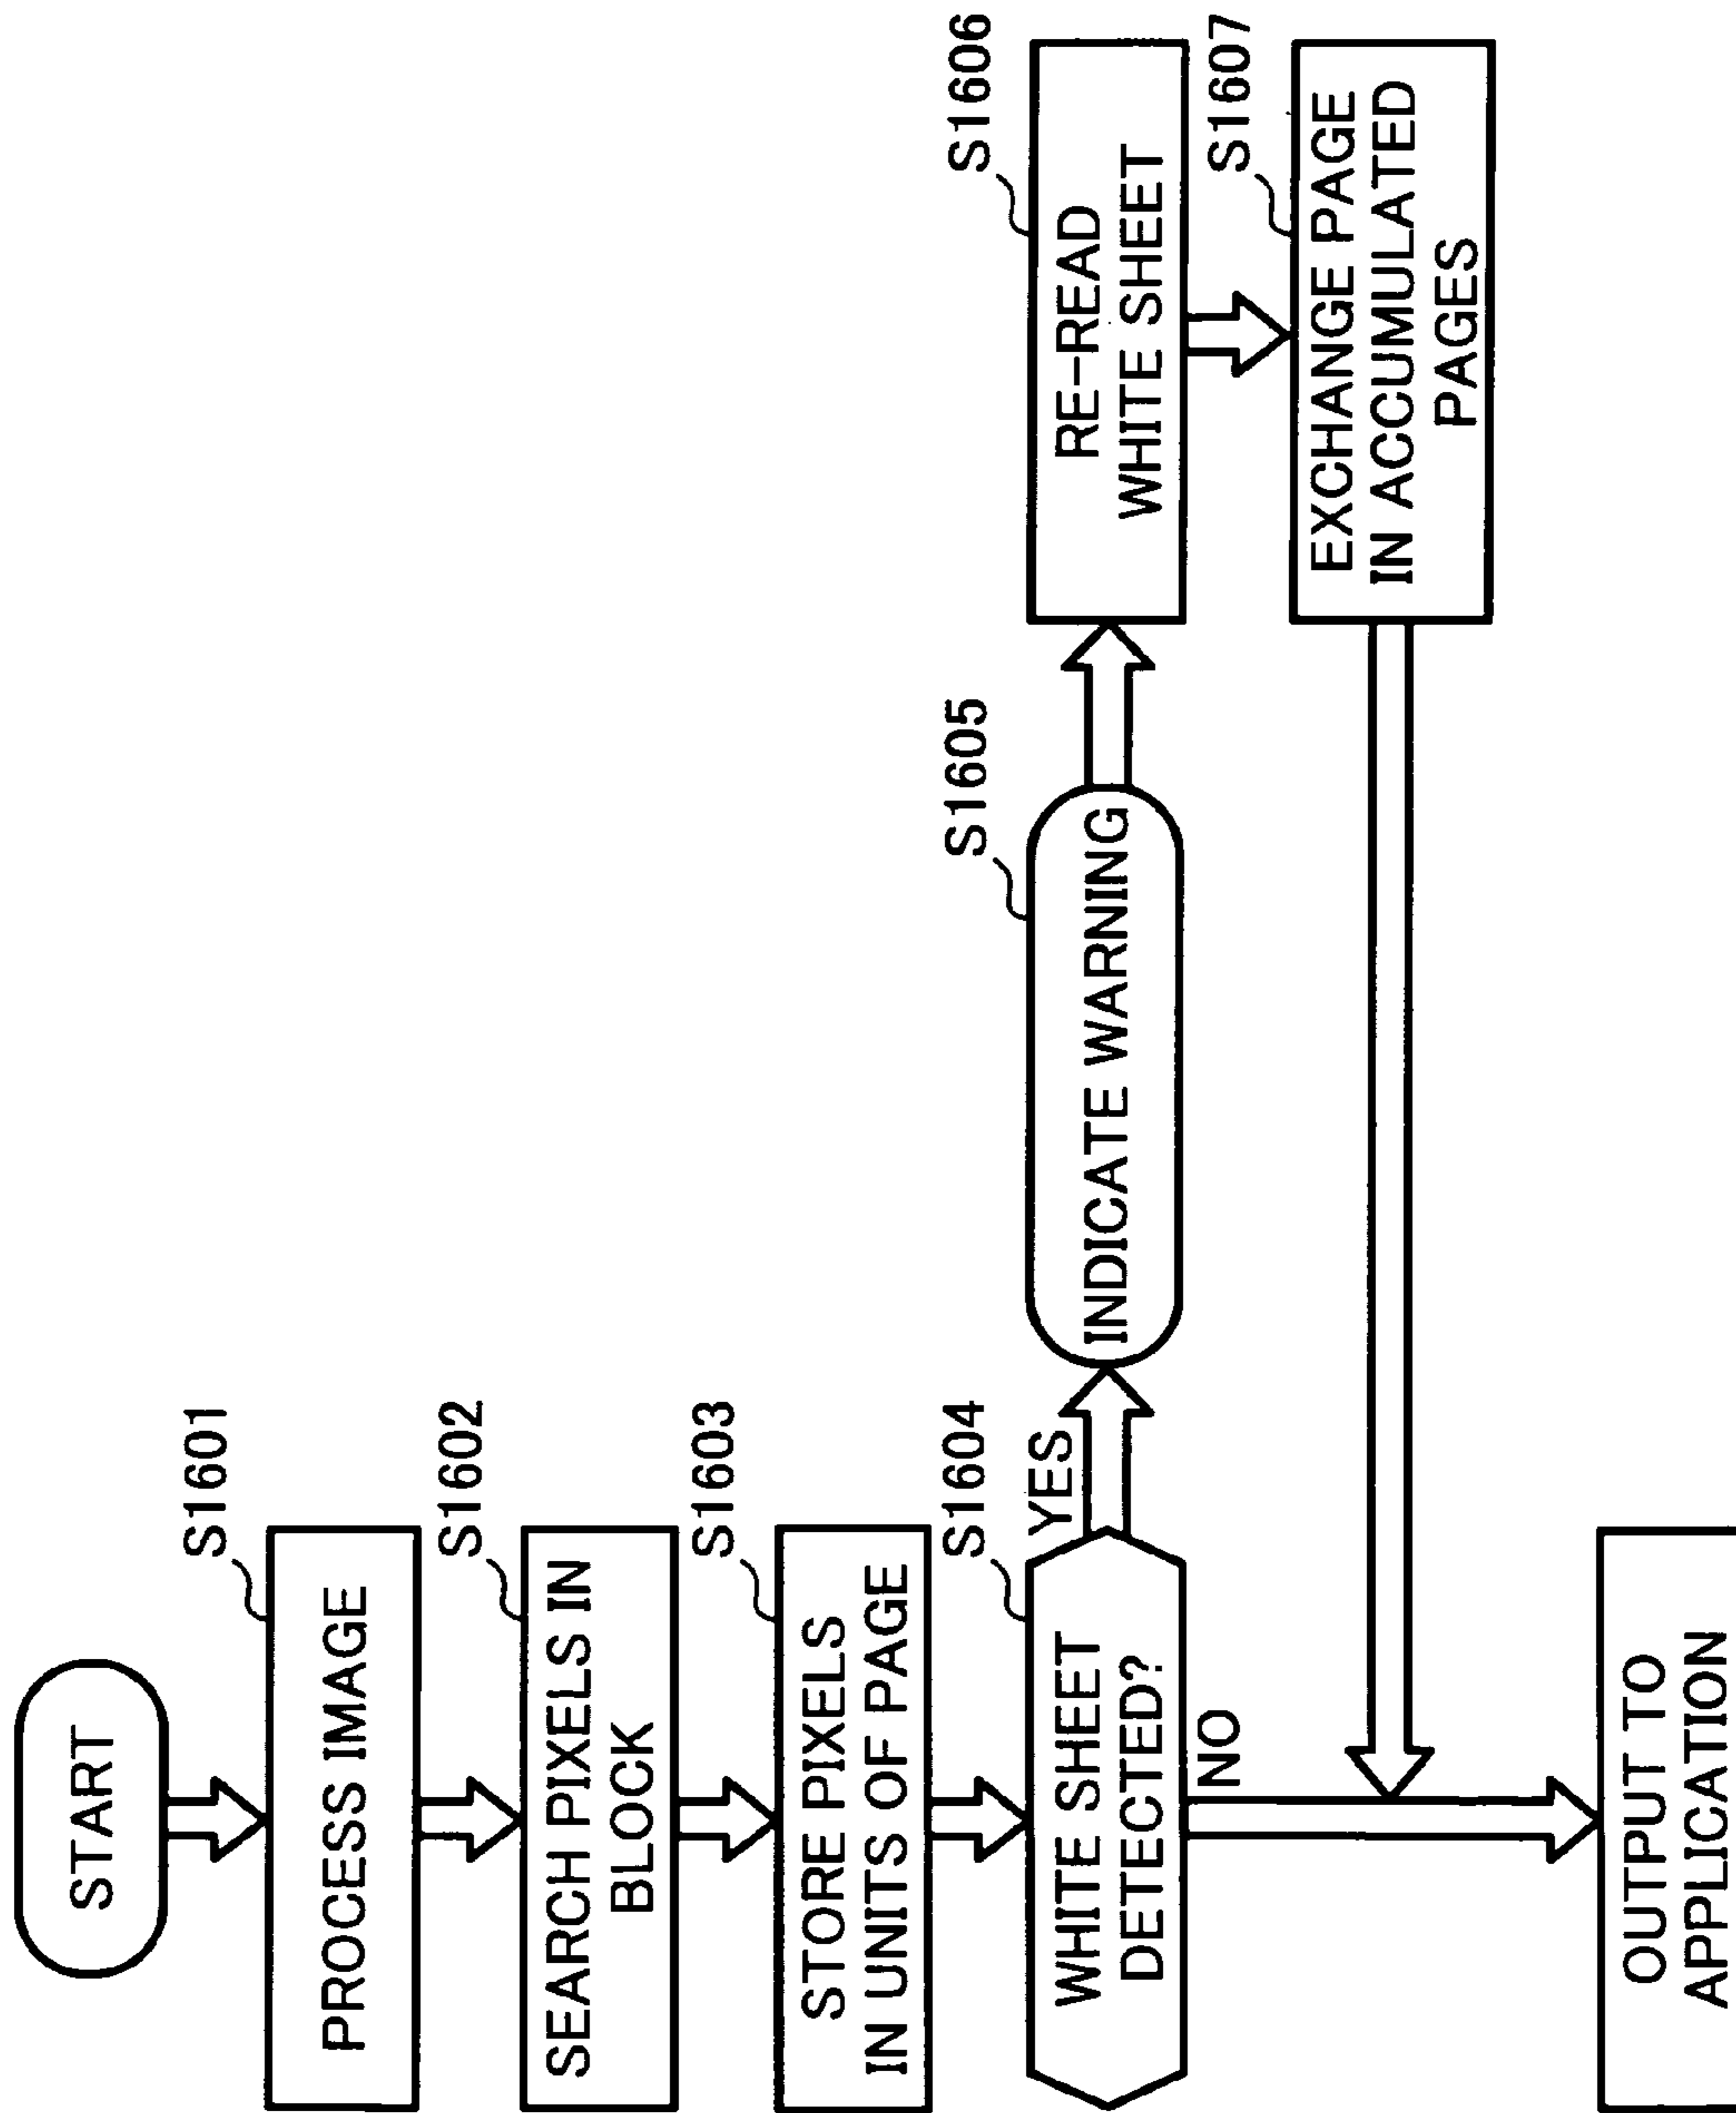 START
S1601
PROCESS IMAGE
S1602
SEARCH PIXELS IN
BLOCK
S1603
STORE PIXELS
IN UNITS OF PAGE
S1604
WHITE SHEET
DETECTED?
YES
NO
S1605
INDICATE WARNING
S1606
RE-READ
WHITE SHEET
S1607
EXCHANGE PAGE
IN ACCUMULATED
PAGES
OUTPUT TO
APPLICATION